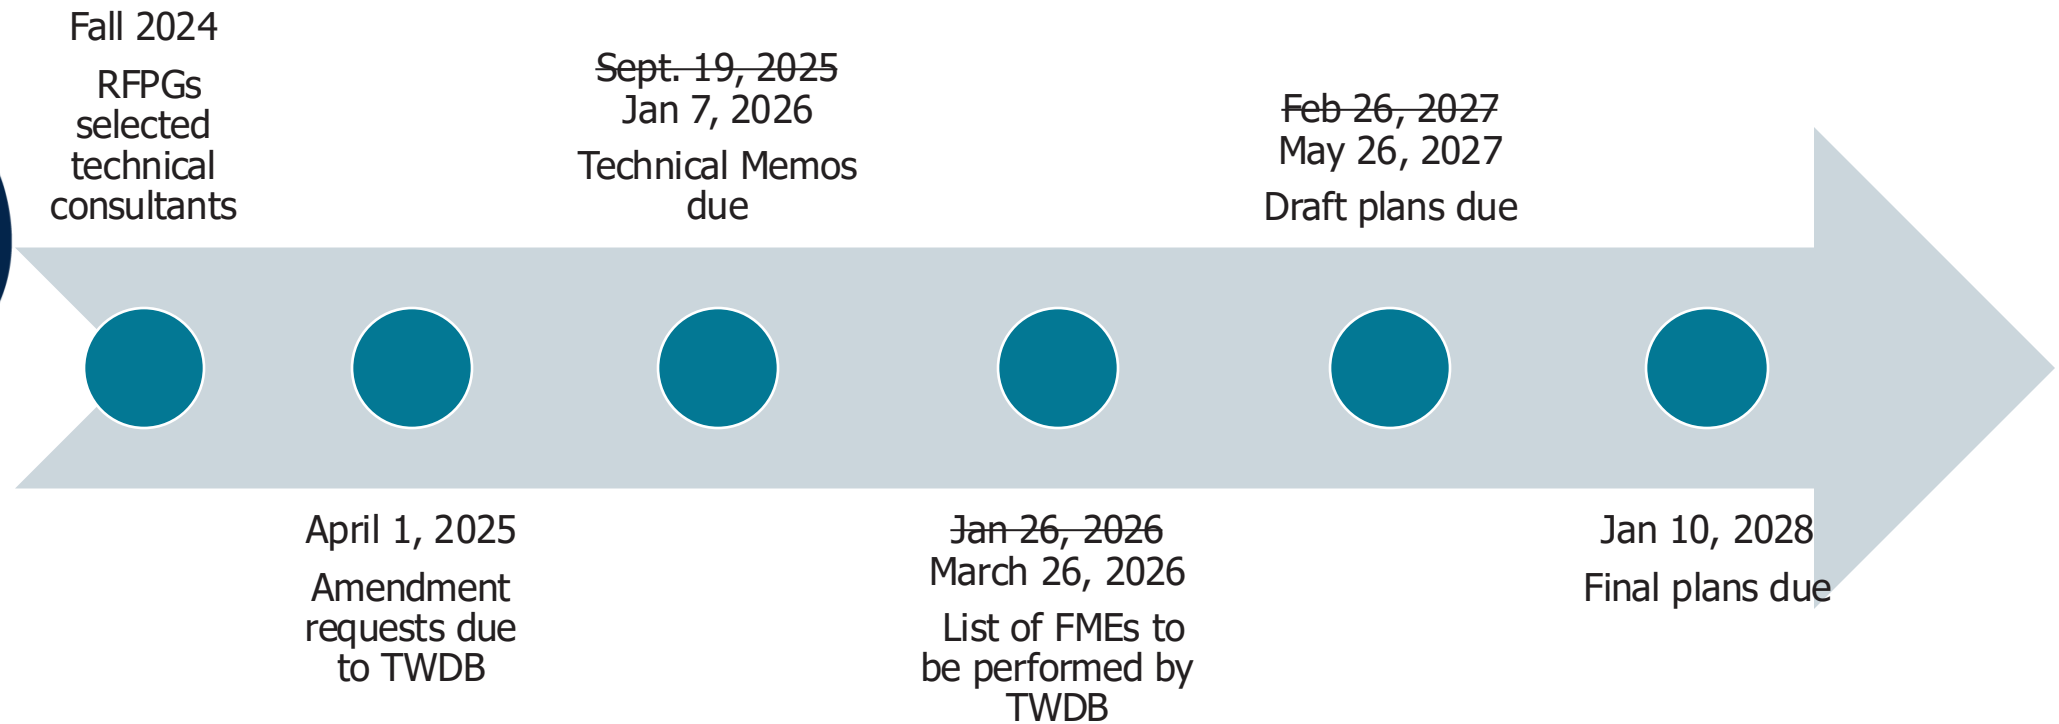 Fall 2024
RFPGs
selected
technical
consultants
April 1, 2025
Amendment
requests due
to TWDB
Sept. 19, 2025
Jan 7, 2026
Technical Memos
due
Jan 26, 2026
March 26, 2026
List of FMEs to
be performed by
TWDB
Feb 26, 2027
May 26, 2027
Draft plans due
Jan 10, 2028
Final plans due